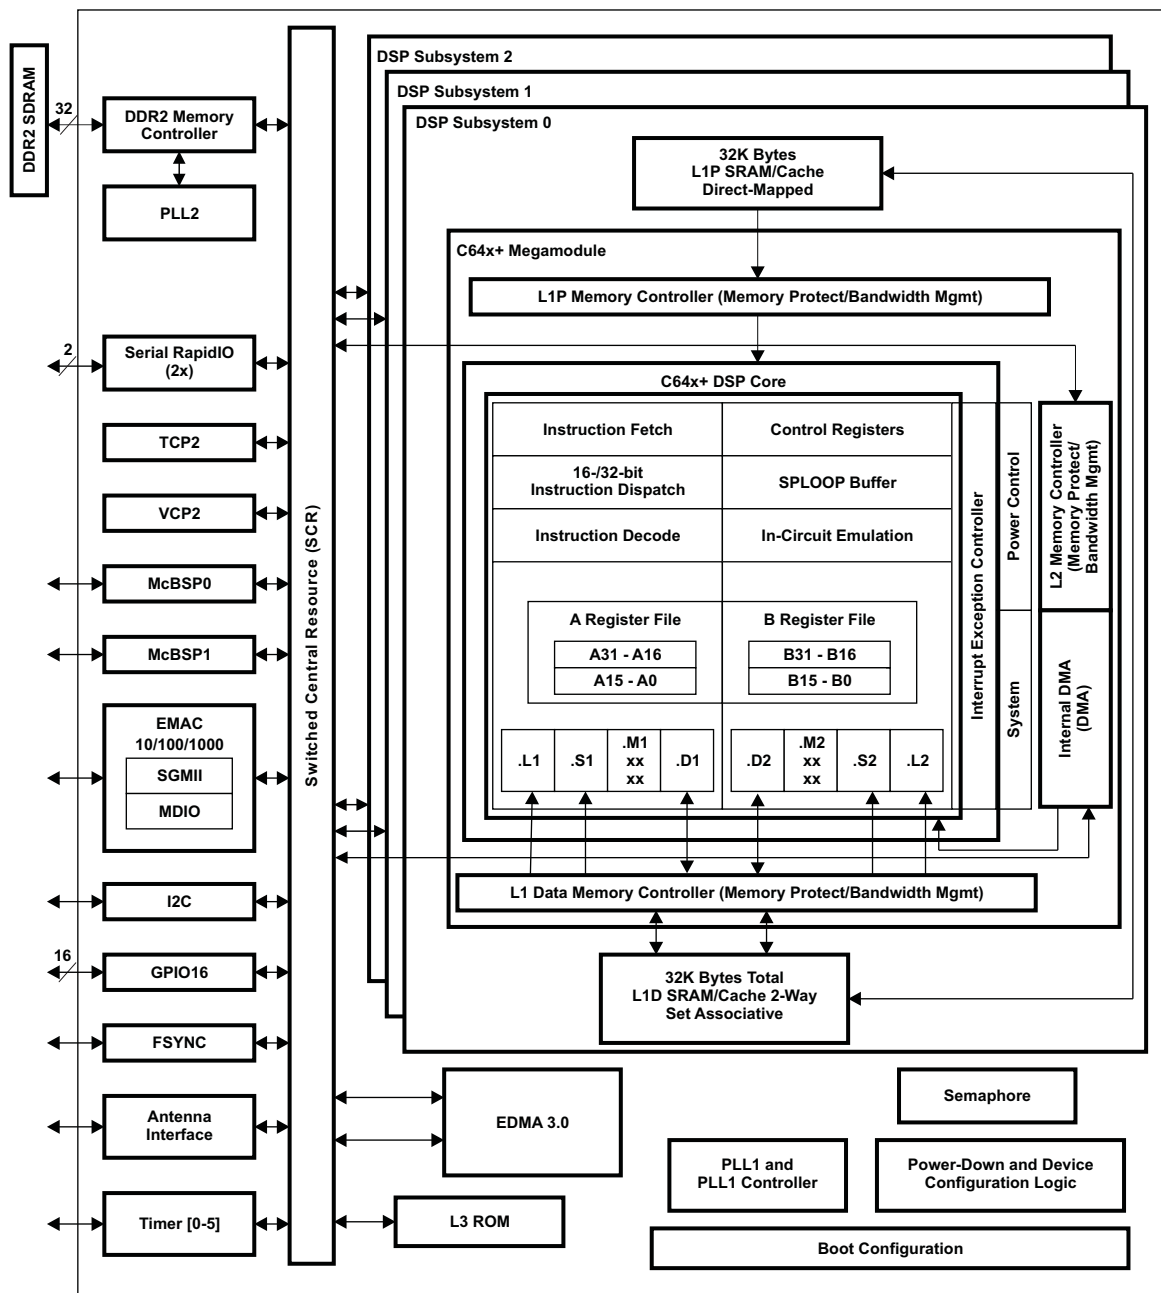 DDR2 SDRAM
32
DDR2 Memory
Controller
PLL2
2
Serial RapidIO
(2x)
TCP2
VCP2
McBSP0
McBSP1
EMAC
10/100/1000
SGMII
MDIO
I2C
16
GPIO16
FSYNC
Antenna
Interface
Timer [0-5]
Switched Central Resource (SCR)
DSP Subsystem 2
DSP Subsystem 1
DSP Subsystem 0
32K Bytes
L1P SRAM/Cache
Direct-Mapped
C64x+ Megamodule
L1P Memory Controller (Memory Protect/Bandwidth Mgmt)
C64x+ DSP Core
Instruction Fetch
Control Registers
16-/32-bit
Instruction Dispatch
SPLOOP Buffer
Instruction Decode
In-Circuit Emulation
A Register File
A31 - A16
A15 - A0
B Register File
B31 - B16
B15 - B0
.L1
.S1
.M1
xx
xx
.D1
.D2
.M2
xx
xx
.S2
.L2
Interrupt Exception Controller
Power Control
System
L2 Memory Controller
(Memory Protect/
Bandwidth Mgmt)
Internal DMA
(DMA)
L1 Data Memory Controller (Memory Protect/Bandwidth Mgmt)
32K Bytes Total
L1D SRAM/Cache 2-Way
Set Associative
EDMA 3.0
L3 ROM
Semaphore
PLL1 and
PLL1 Controller
Power-Down and Device
Configuration Logic
Boot Configuration